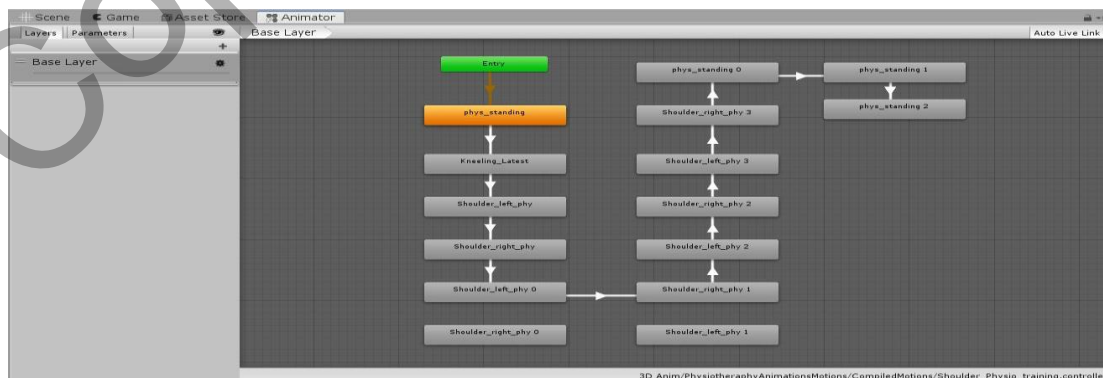 Scene Game Asset Store Animator
Layers Parameters Base Layer Auto Live Link
Base Layer
Entry
phys_standing
Kneeling_Latest
Shoulder_left_phy
Shoulder_right_phy
Shoulder_left_phy 0
Shoulder_right_phy 0
phys_standing 0
Shoulder_right_phy 3
Shoulder_left_phy 3
Shoulder_right_phy 2
Shoulder_left_phy 2
Shoulder_right_phy 1
Shoulder_left_phy 1
phys_standing 1
phys_standing 2
3D Anim/PhysiotheraphyAnimationsMotions/CompiledMotions/Shoulder_Physio_training.controlle